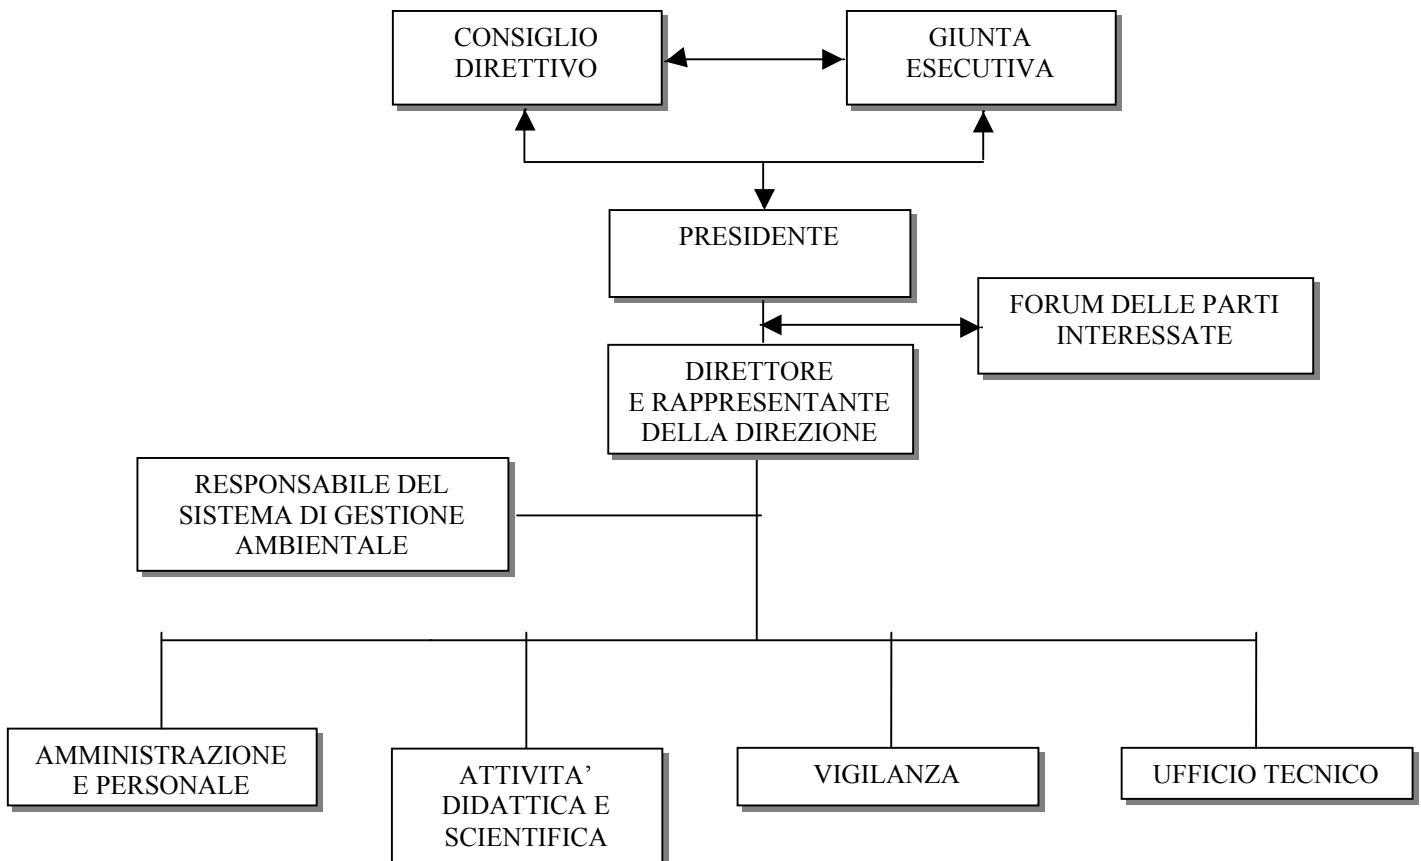 CONSIGLIO
DIRETTIVO
GIUNTA
ESECUTIVA
PRESIDENTE
FORUM DELLE PARTI
INTERESSATE
DIRETTORE
E RAPPRESENTANTE
DELLA DIREZIONE
RESPONSABILE DEL
SISTEMA DI GESTIONE
AMBIENTALE
AMMINISTRAZIONE
E PERSONALE
ATTIVITA’
DIDATTICA E
SCIENTIFICA
VIGILANZA
UFFICIO TECNICO